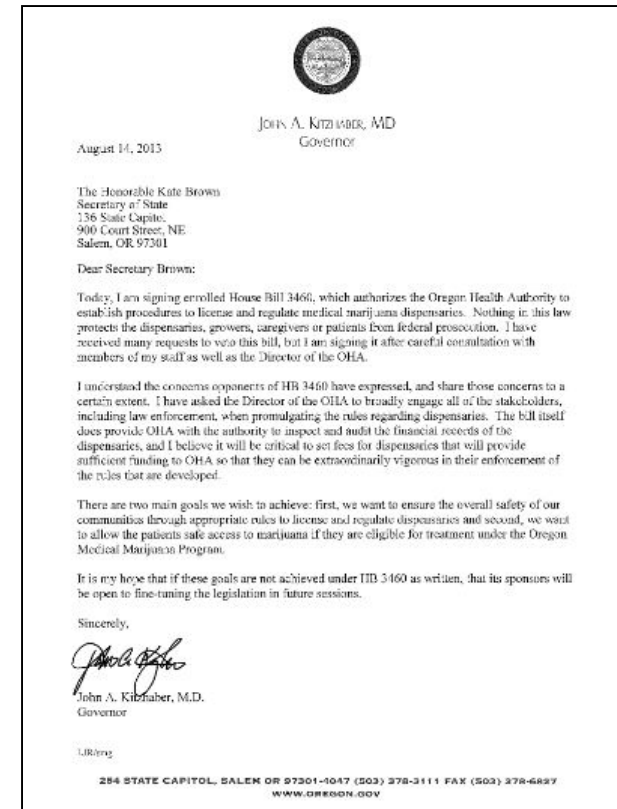 JOHN A. KITZHABER, MD
Governor
August 14, 2013
The Honorable Kate Brown
Secretary of State
136 State Capitol
900 Court Street, NE
Salem, OR 97301
Dear Secretary Brown:
Today, I am signing enrolled House Bill 3460, which authorizes the Oregon Health Authority to
establish procedures to license and regulate medical marijuana dispensaries. Nothing in this law
protects the dispensaries, growers, caregivers or patients from federal prosecution. I have
received many requests to veto this bill, but I am signing it after careful consultation with
members of my staff as well as the Director of the OHA.
I understand the concerns opponents of HB 3460 have expressed, and share those concerns to a
certain extent. I have asked the Director of the OHA to broadly engage all of the stakeholders,
including law enforcement, when promulgating the rules regarding dispensaries. The bill itself
does provide OHA with the authority to inspect and audit the financial records of the
dispensaries, and I believe it will be critical to set fees for dispensaries that will provide
sufficient funding to OHA so that they can be extraordinarily vigorous in their enforcement of
the rules that are developed.
There are two main goals we wish to achieve: first, we want to ensure the overall safety of our
communities through appropriate rules to license and regulate dispensaries and second, we want
to allow the patients safe access to marijuana if they are eligible for treatment under the Oregon
Medical Marijuana Program.
It is my hope that if these goals are not achieved under HB 3460 as written, that its sponsors will
be open to fine-tuning the legislation in future sessions.
Sincerely,
John A. Kitzhaber, M.D.
Governor
254 STATE CAPITOL, SALEM OR 97301-4047 (503) 378-3111 FAX (503) 378-6827
WWW.OREGON.GOV